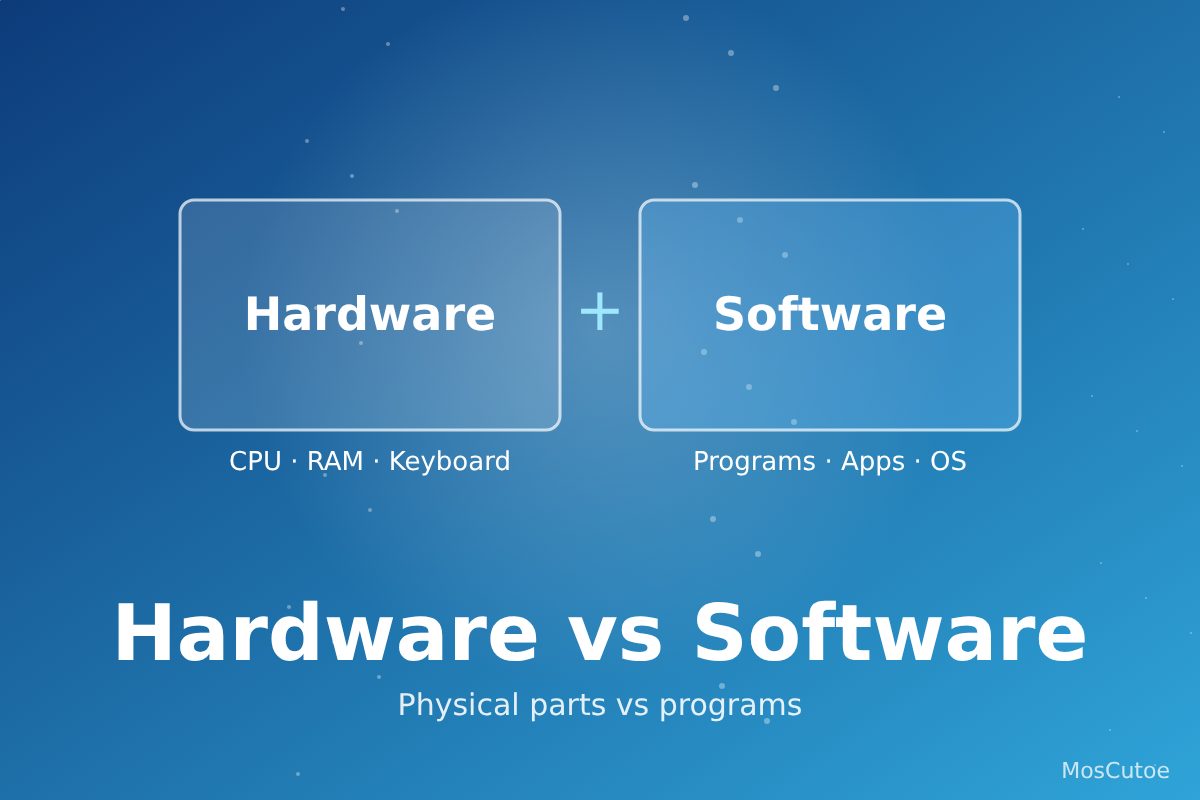 Hardware + Software
CPU · RAM · Keyboard
Programs · Apps · OS
Hardware vs Software
Physical parts vs programs
MosCutoe